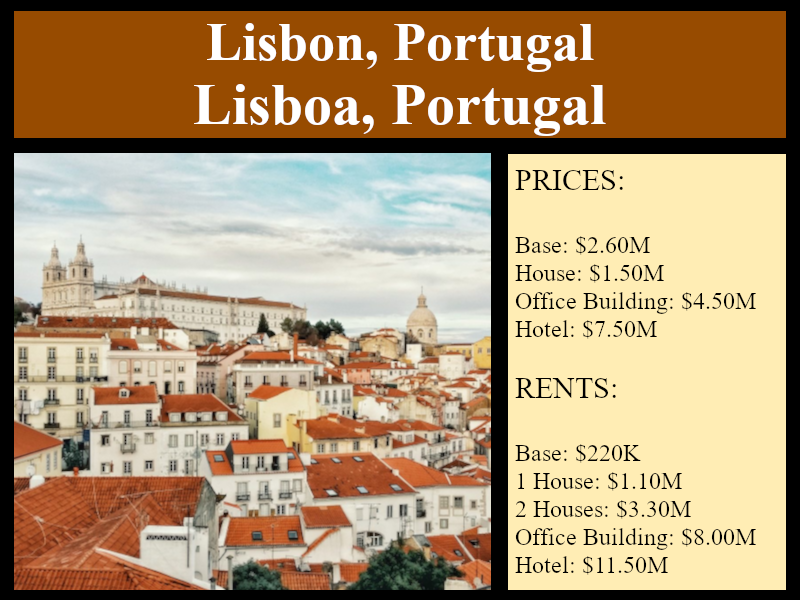 Lisbon, Portugal
Lisboa, Portugal
PRICES:
Base: $2.60M
House: $1.50M
Office Building: $4.50M
Hotel: $7.50M
RENTS:
Base: $220K
1 House: $1.10M
2 Houses: $3.30M
Office Building: $8.00M
Hotel: $11.50M